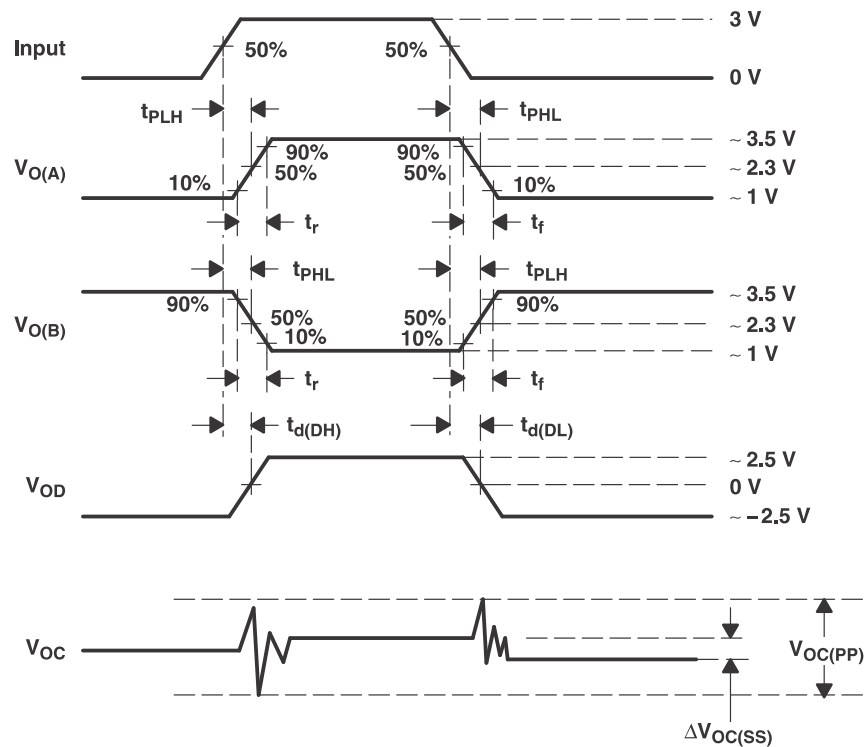 3 V
Input
50%
50%
0 V
tPLH
tPHL
~ 3.5 V
90%
90%
VO(A)
50%
50%
~ 2.3 V
10%
10%
~ 1 V
tr
tf
tPHL
tPLH
90%
90%
~ 3.5 V
VO(B)
50%
50%
~ 2.3 V
10%
10%
~ 1 V
tr
tf
td(DH)
td(DL)
~ 2.5 V
VOD
0 V
~ –2.5 V
VOC
VOC(PP)
ΔVOC(SS)